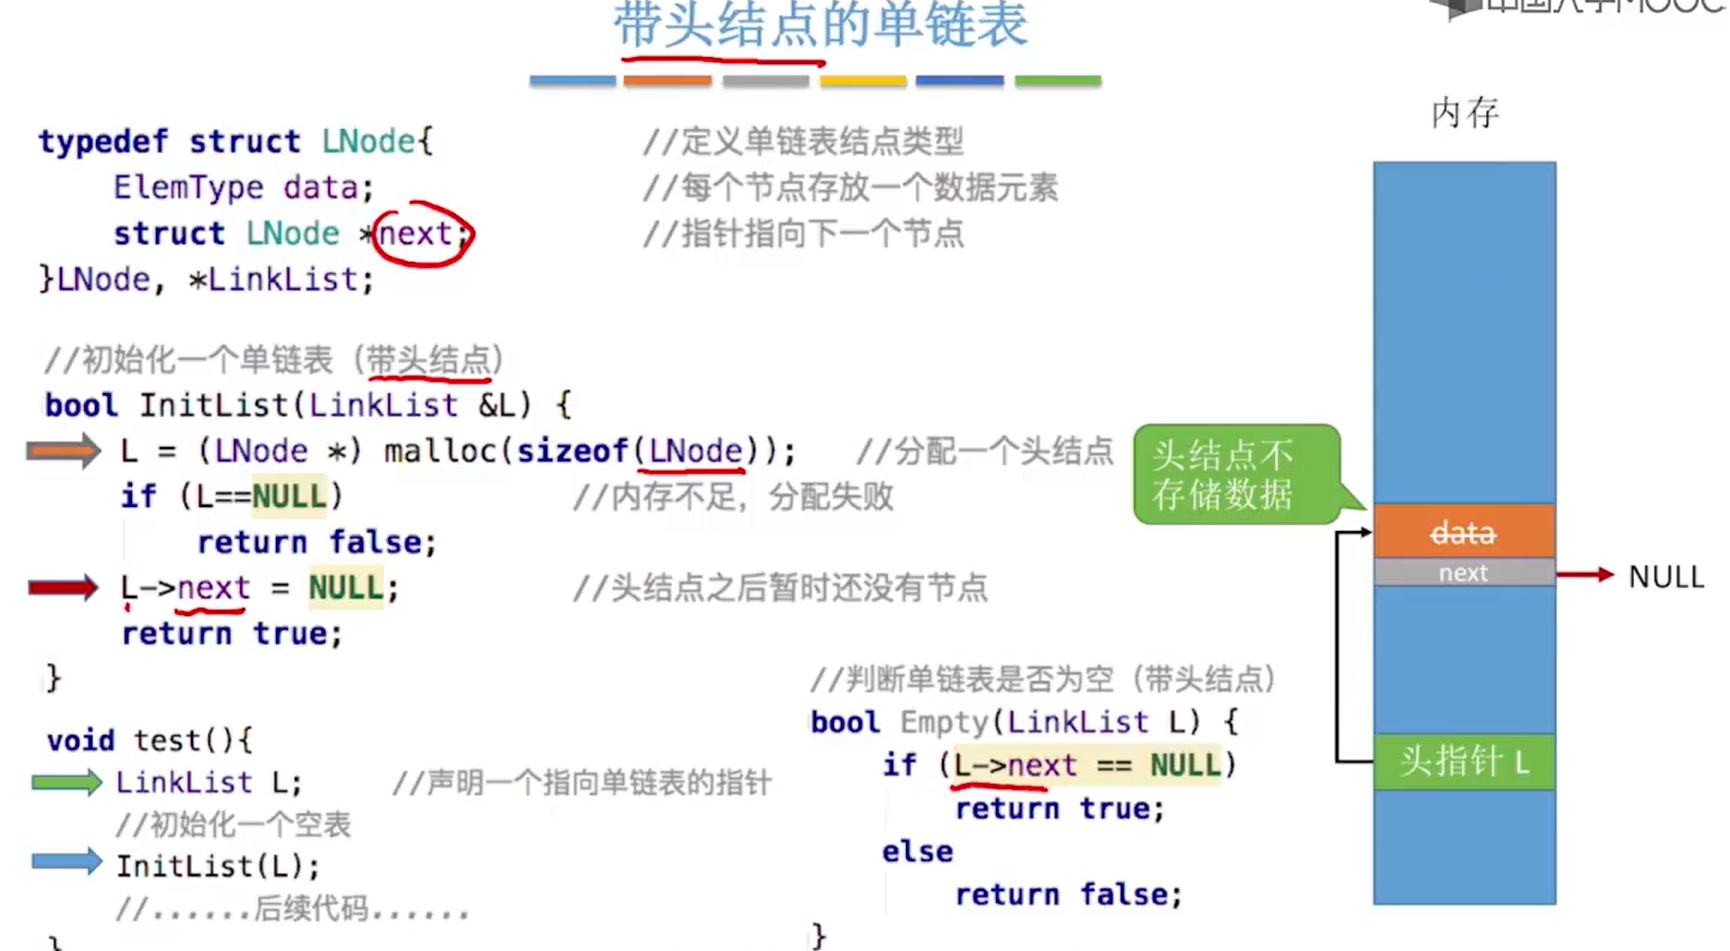 带头结点的单链表
中国大学MOOC
typedef struct LNode{ //定义单链表结点类型
ElemType data; //每个节点存放一个数据元素
struct LNode *next; //指针指向下一个节点
}LNode, *LinkList;
//初始化一个单链表（带头结点）
bool InitList(LinkList &L) {
L = (LNode *) malloc(sizeof(LNode)); //分配一个头结点
if (L==NULL) //内存不足，分配失败
return false;
L->next = NULL; //头结点之后暂时还没有节点
return true;
}
void test(){
LinkList L; //声明一个指向单链表的指针
//初始化一个空表
InitList(L);
//......后续代码......
}
//判断单链表是否为空（带头结点）
bool Empty(LinkList L) {
if (L->next == NULL)
return true;
else
return false;
}
内存
头结点不
存储数据
data
next
NULL
头指针 L